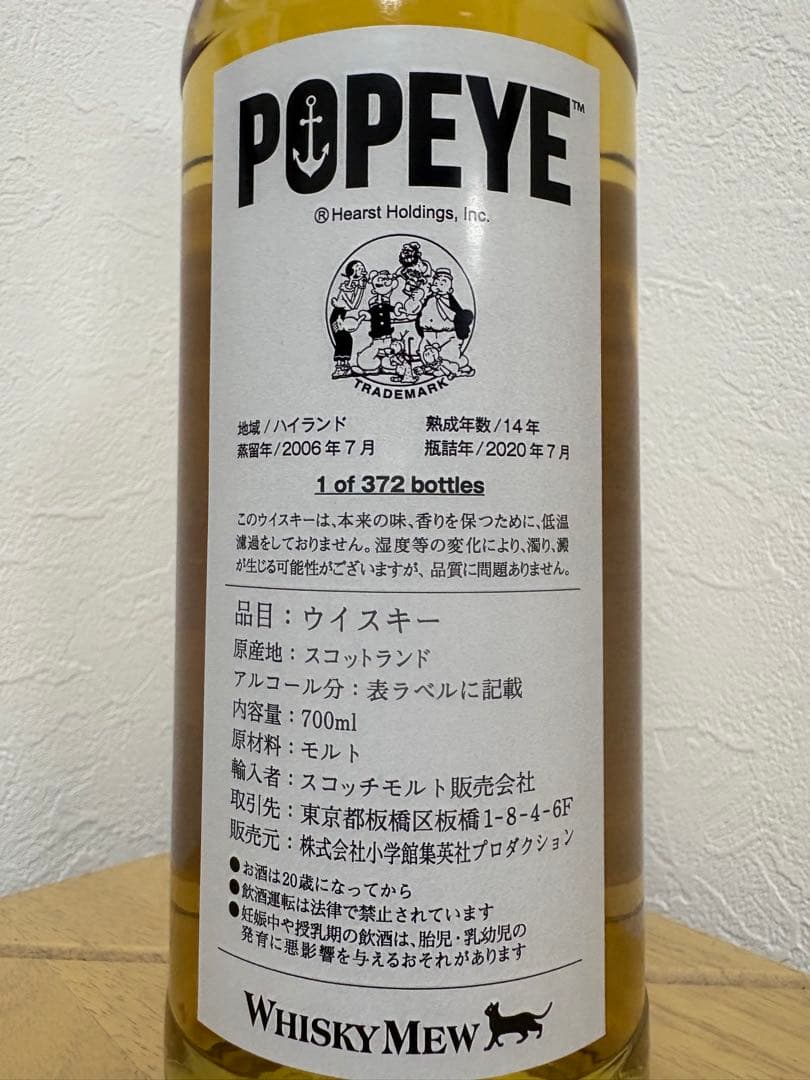 POPEYE™
®Hearst Holdings, Inc.
TRADEMARK
地域/ハイランド 熟成年数/14年
蒸留年/2006年7月 瓶詰年/2020年7月
1 of 372 bottles
このウイスキーは、本来の味、香りを保つために、低温
濾過をしておりません。湿度等の変化により、濁り、澱
が生じる可能性がございますが、品質に問題ありません。
品目：ウイスキー
原産地：スコットランド
アルコール分：表ラベルに記載
内容量：700ml
原材料：モルト
輸入者：スコッチモルト販売会社
取引先：東京都板橋区板橋1-8-4-6F
販売元：株式会社小学館集英社プロダクション
●お酒は20歳になってから
●飲酒運転は法律で禁止されています
●妊娠中や授乳期の飲酒は、胎児・乳幼児の
発育に悪影響を与えるおそれがあります
WHISKY MEW